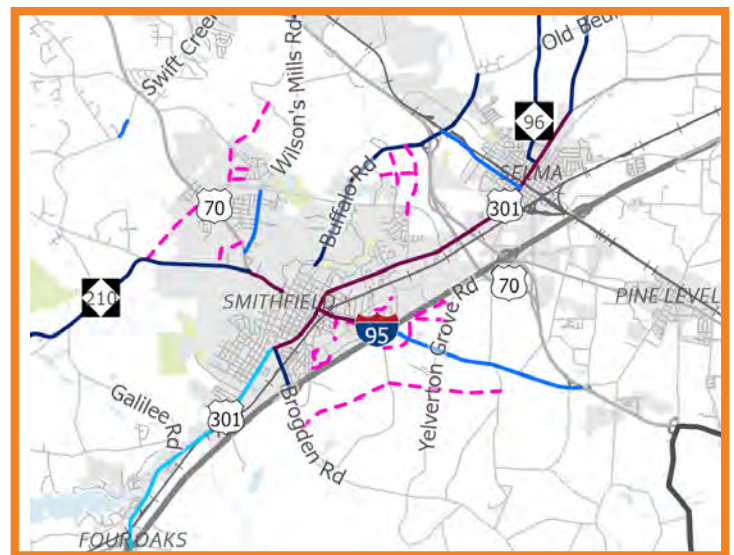 Swift Creek
Wilson's Mills Rd
Old Beul
96
SELMA
70
Buffalo Rd
301
210
SMITHFIELD
70
PINE LEVEL
95
Yelverton Grove Rd
Galilee Rd
301
Brogden Rd
FOUR OAKS